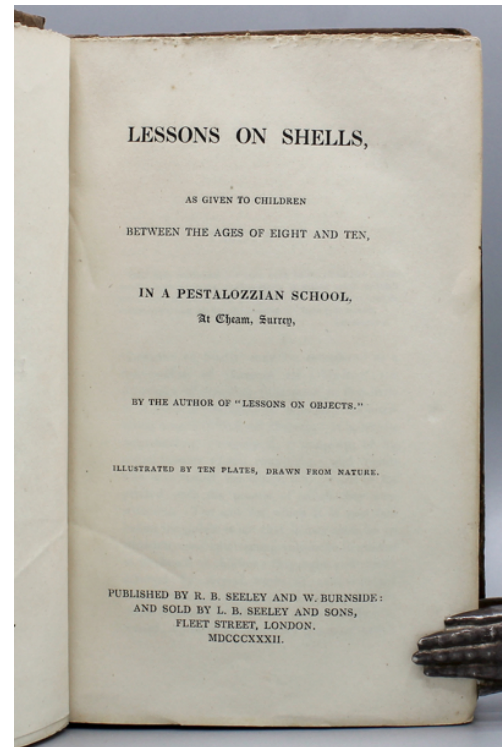 LESSONS ON SHELLS,
AS GIVEN TO CHILDREN
BETWEEN THE AGES OF EIGHT AND TEN,
IN A PESTALOZZIAN SCHOOL,
At Cheam, Surrey,
BY THE AUTHOR OF "LESSONS ON OBJECTS."
ILLUSTRATED BY TEN PLATES, DRAWN FROM NATURE.
PUBLISHED BY R. B. SEELEY AND W. BURNSIDE:
AND SOLD BY L. B. SEELEY AND SONS,
FLEET STREET, LONDON.
MDCCCXXXII.